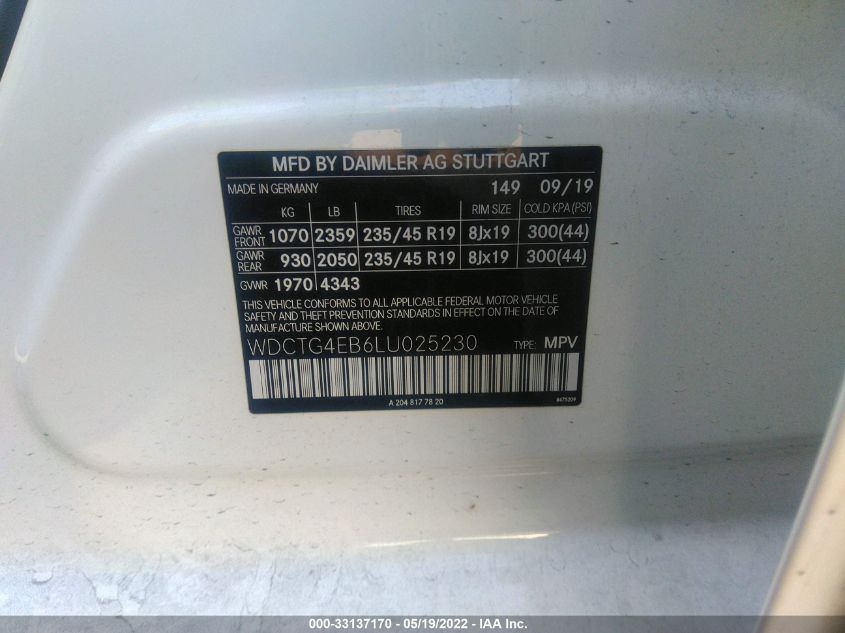 MFD BY DAIMLER AG STUTTGART
MADE IN GERMANY 149 09/19
KG LB TIRES RIM SIZE COLD KPA (PSI)
GAWR FRONT 1070 2359 235/45 R19 8Jx19 300(44)
GAWR REAR 930 2050 235/45 R19 8Jx19 300(44)
GVWR 1970 4343
THIS VEHICLE CONFORMS TO ALL APPLICABLE FEDERAL MOTOR VEHICLE
SAFETY AND THEFT PREVENTION STANDARDS IN EFFECT ON THE DATE OF
MANUFACTURE SHOWN ABOVE.
WDCTG4EB6LU025230 TYPE: MPV
A 204 817 78 20
000-33137170 - 05/19/2022 - IAA Inc.